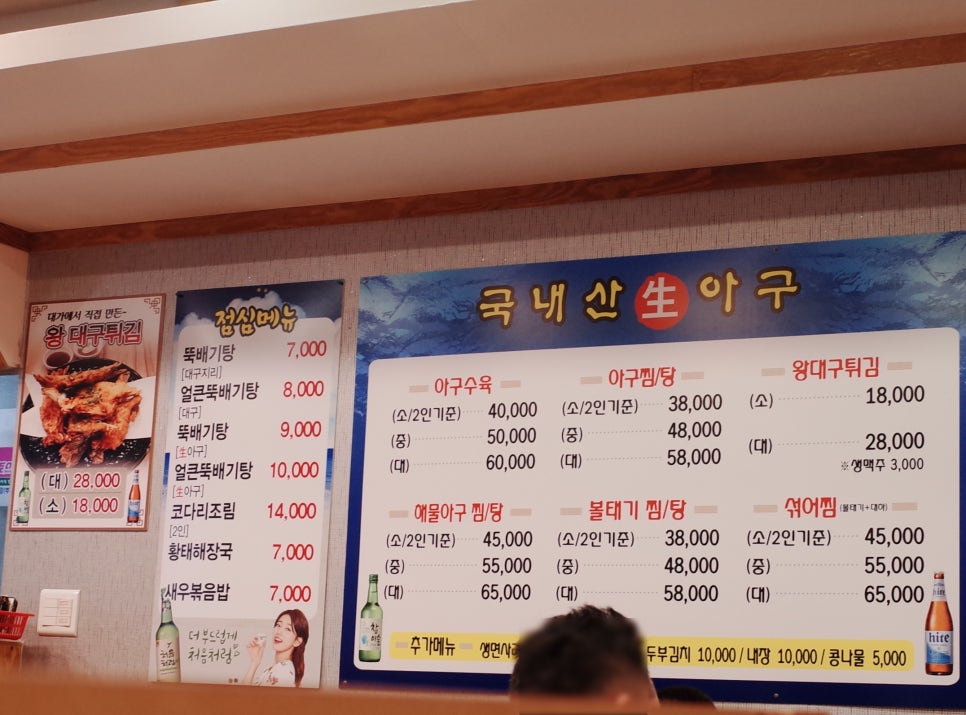 대가에서 직접 만든~
왕 대구튀김
(대) 28,000
(소) 18,000
점심메뉴
뚝배기탕 7,000
[대구지리]
얼큰뚝배기탕 8,000
[대구]
뚝배기탕 9,000
[生아구]
얼큰뚝배기탕 10,000
[生아구]
코다리조림 14,000
[2인]
황태해장국 7,000
새우볶음밥 7,000
더 부드럽게
처음처럼
국내산 生 아구
아구수육
(소/2인기준) 40,000
(중) 50,000
(대) 60,000
아구찜/탕
(소/2인기준) 38,000
(중) 48,000
(대) 58,000
왕대구튀김
(소) 18,000
(대) 28,000
※생맥주 3,000
해물아구 찜/탕
(소/2인기준) 45,000
(중) 55,000
(대) 65,000
볼태기 찜/탕
(소/2인기준) 38,000
(중) 48,000
(대) 58,000
섞어찜 (볼태기+대하)
(소/2인기준) 45,000
(중) 55,000
(대) 65,000
추가메뉴 두부김치 10,000 / 내장 10,000 / 콩나물 5,000
hite